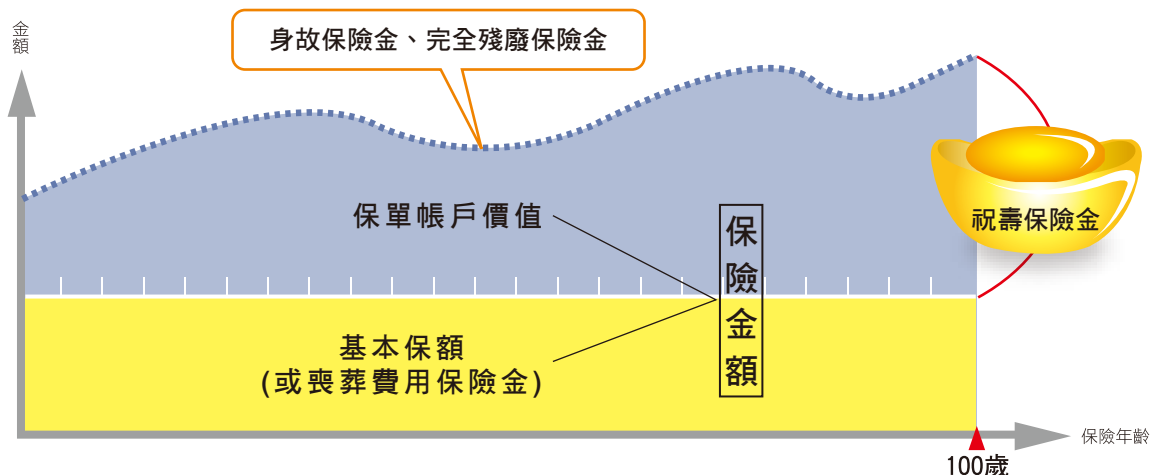 金額
身故保險金、完全殘廢保險金
保單帳戶價值
保險金額
祝壽保險金
基本保額
(或喪葬費用保險金)
保險年齡
100歲